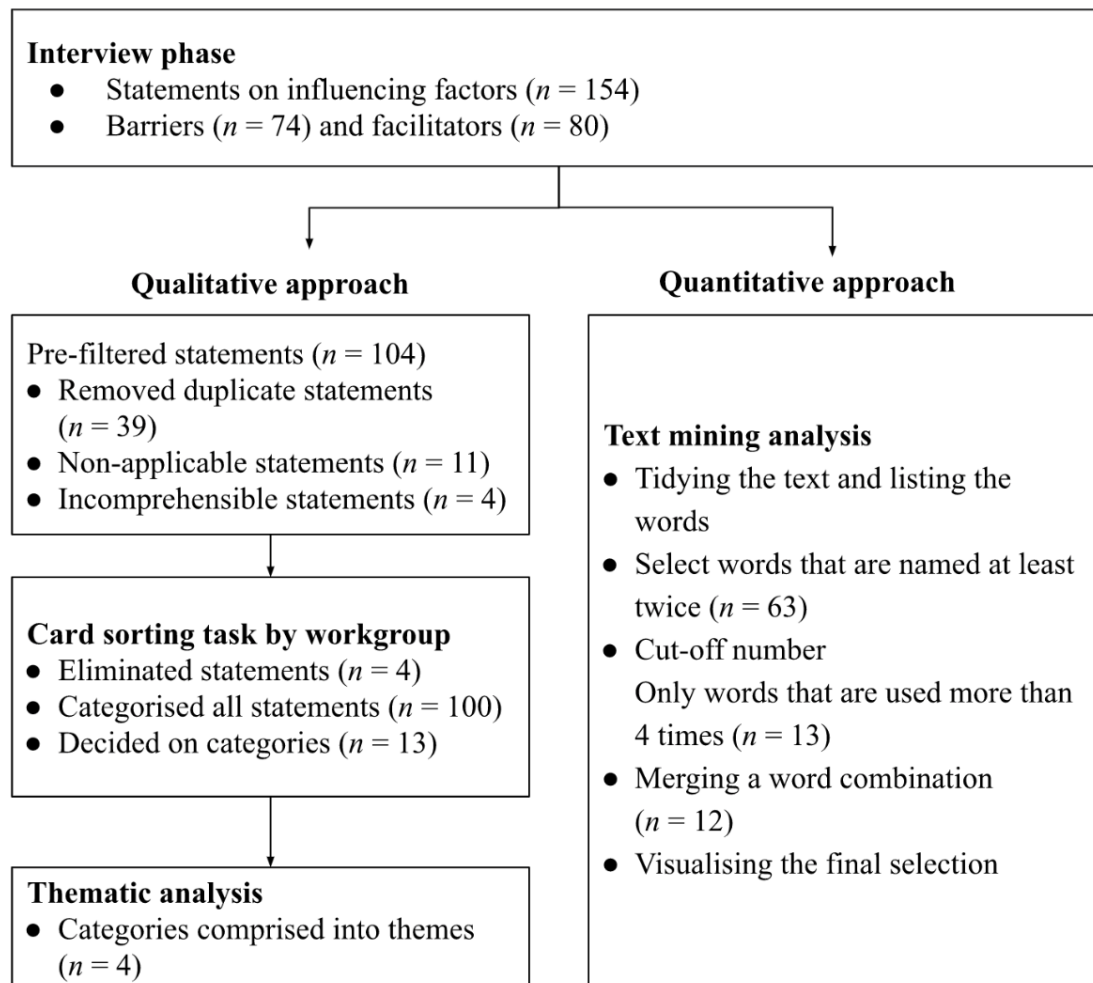 Interview phase
● Statements on influencing factors (n = 154)
● Barriers (n = 74) and facilitators (n = 80)
Qualitative approach
Pre-filtered statements (n = 104)
● Removed duplicate statements
(n = 39)
● Non-applicable statements (n = 11)
● Incomprehensible statements (n = 4)
Card sorting task by workgroup
● Eliminated statements (n = 4)
● Categorised all statements (n = 100)
● Decided on categories (n = 13)
Thematic analysis
● Categories comprised into themes
(n = 4)
Quantitative approach
Text mining analysis
● Tidying the text and listing the
words
● Select words that are named at least
twice (n = 63)
● Cut-off number
Only words that are used more than
4 times (n = 13)
● Merging a word combination
(n = 12)
● Visualising the final selection